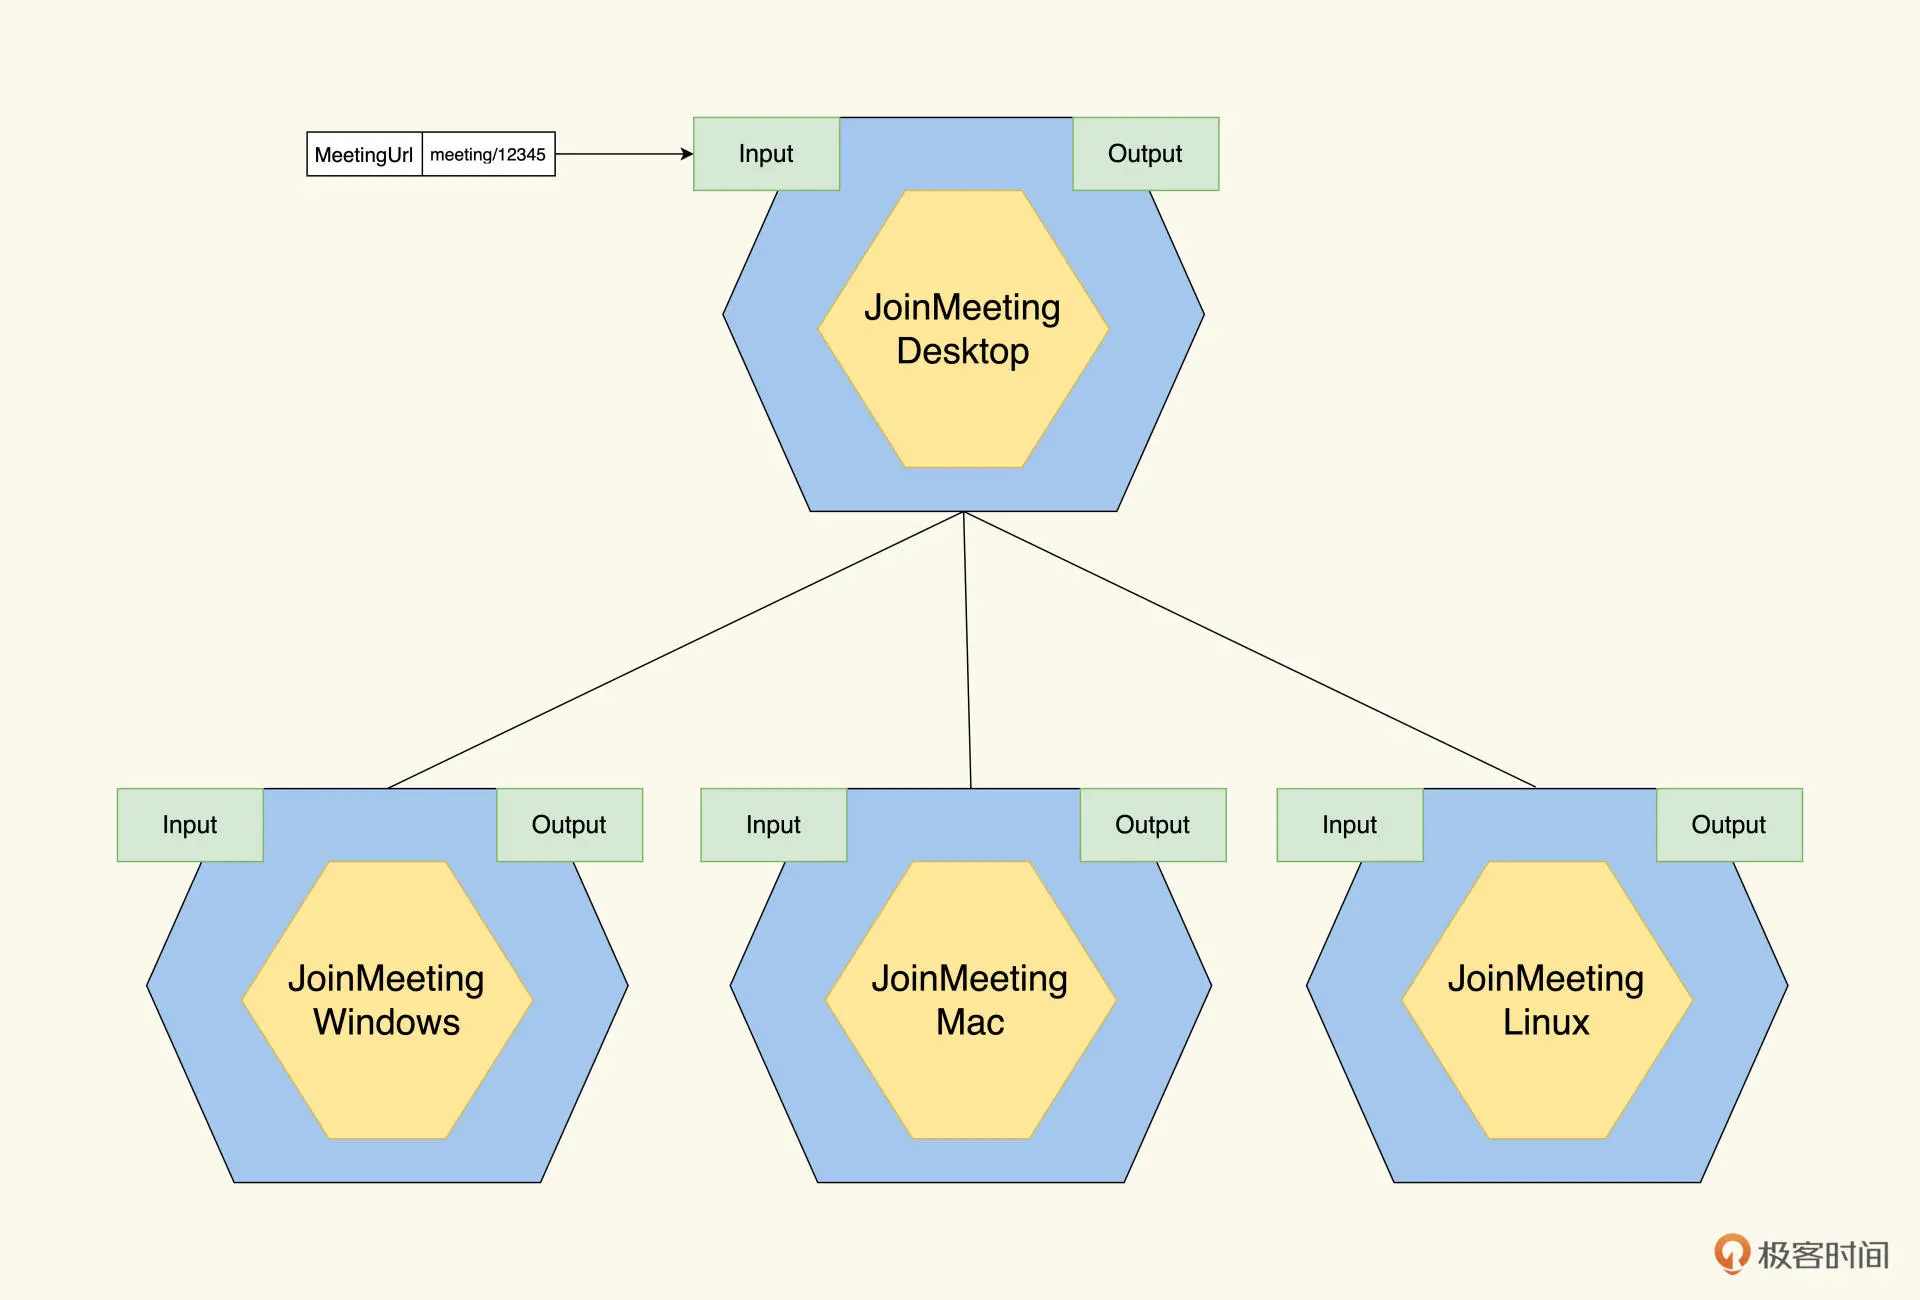 MeetingUrl meeting/12345
Input
Output
JoinMeeting
Desktop
Input
Output
JoinMeeting
Windows
Input
Output
JoinMeeting
Mac
Input
Output
JoinMeeting
Linux
极客时间